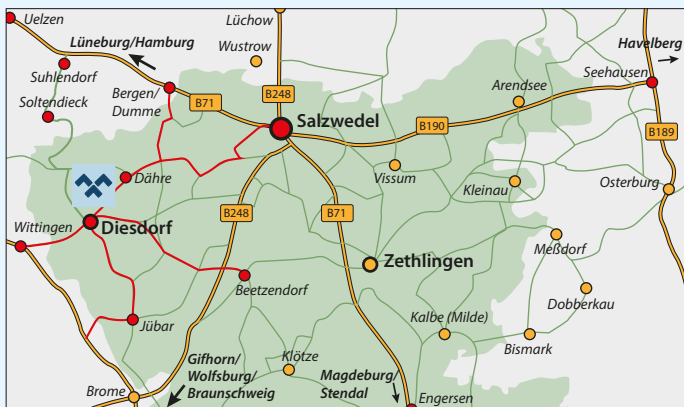 Uelzen
Lüchow
Lüneburg/Hamburg
Wustrow
Havelberg
Suhlendorf
Seehausen
Bergen/
Dumme
Arendsee
Soltendieck
B71
B248
Salzwedel
B190
B189
Dähre
Vissum
Kleinau
Osterburg
Wittingen
Diesdorf
B248
B71
Meßdorf
Zethlingen
Beetzendorf
Dobberkau
Jübar
Kalbe (Milde)
Bismark
Gifhorn/
Wolfsburg/
Braunschweig
Klötze
Magdeburg/
Stendal
Brome
Engersen